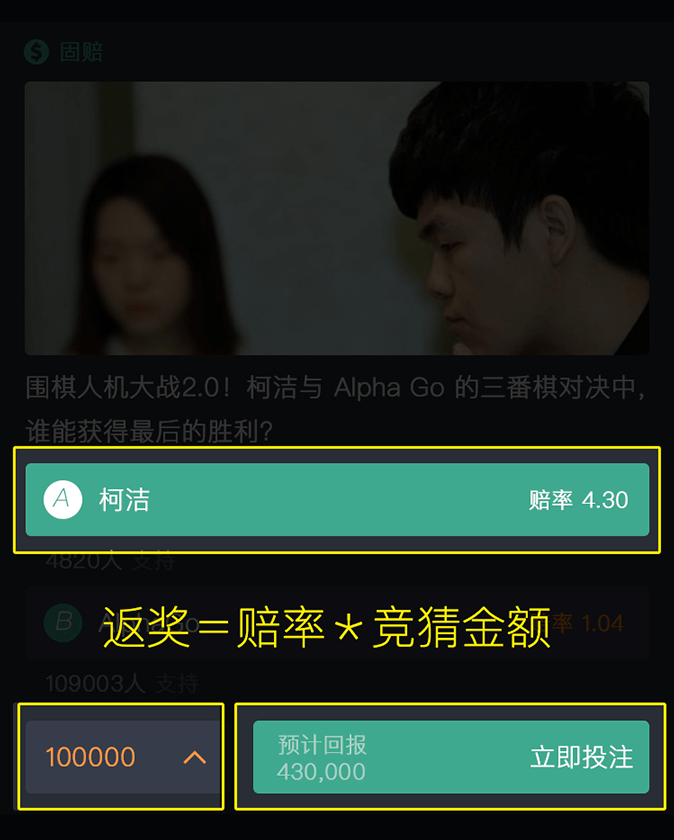 固赔
围棋人机大战2.0！柯洁与 Alpha Go 的三番棋对决中，
谁能获得最后的胜利？
A 柯洁 赔率 4.30
4820人 支持
B Alpha Go 赔率 1.04
返奖＝赔率＊竞猜金额
109003人 支持
100000
预计回报
430,000
立即投注